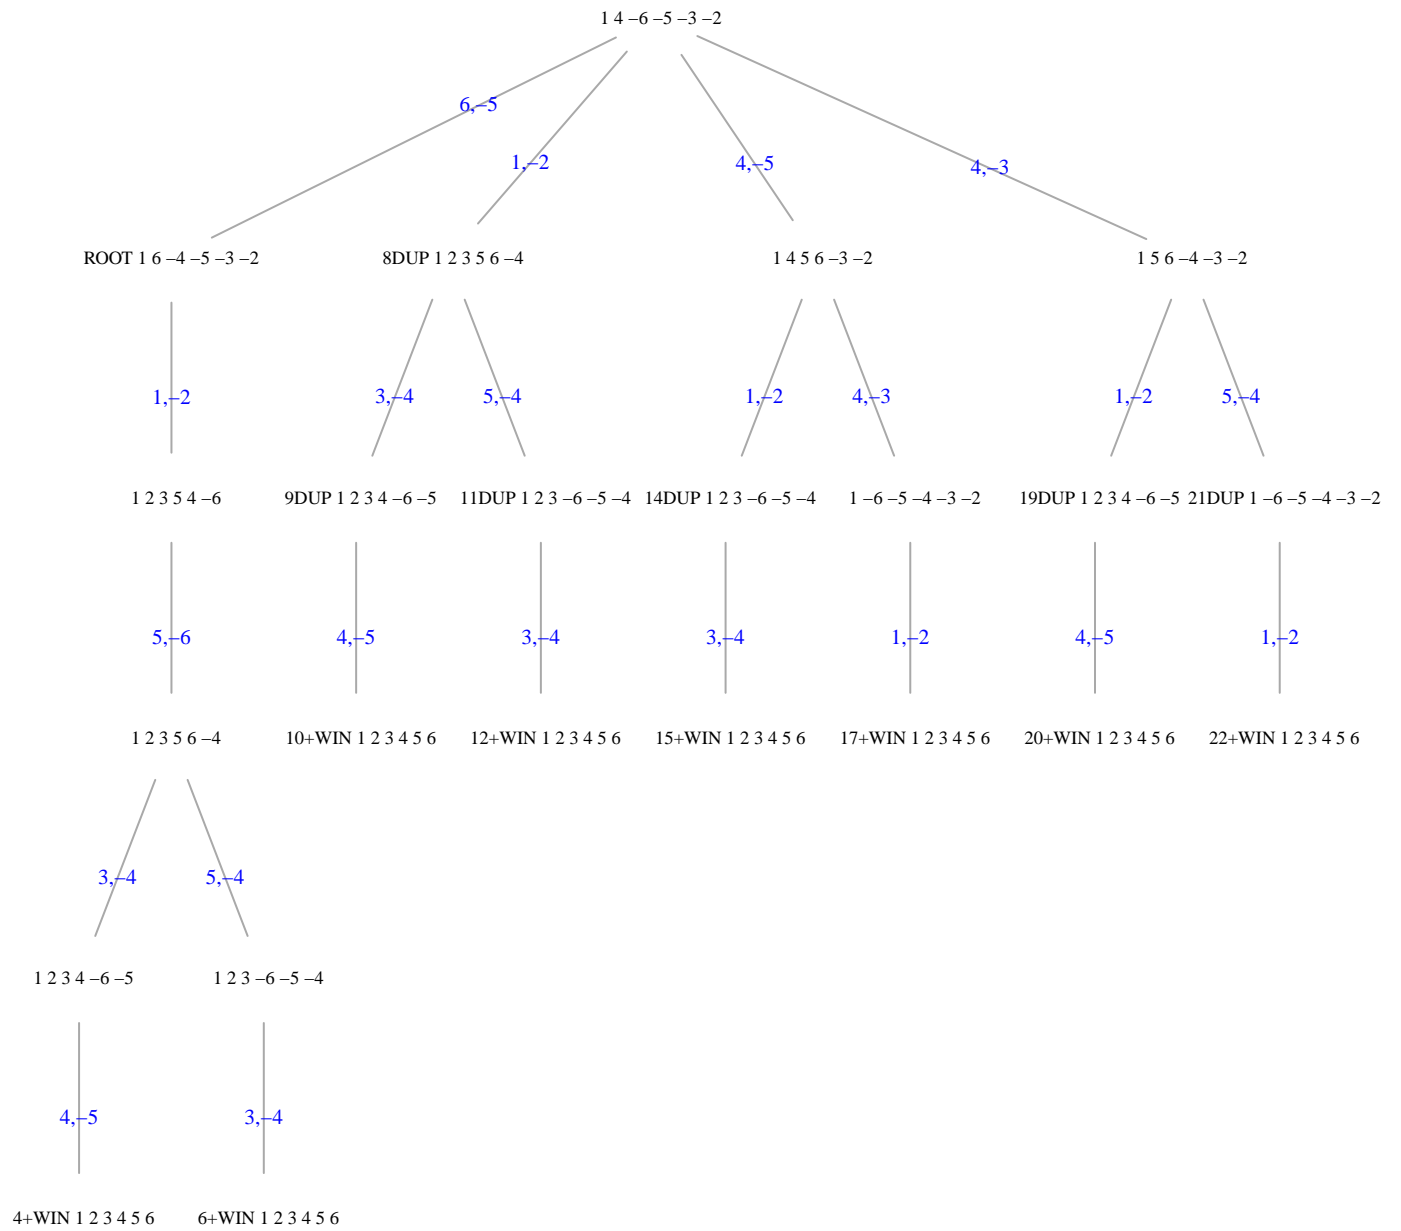 1 4 –6 –5 –3 –2
6,–5
1,–2
4,–5
4,–3
ROOT 1 6 –4 –5 –3 –2
8DUP 1 2 3 5 6 –4
1 4 5 6 –3 –2
1 5 6 –4 –3 –2
1,–2
3,–4
5,–4
1,–2
4,–3
1,–2
5,–4
1 2 3 5 4 –6
9DUP 1 2 3 4 –6 –5
11DUP 1 2 3 –6 –5 –4
14DUP 1 2 3 –6 –5 –4
1 –6 –5 –4 –3 –2
19DUP 1 2 3 4 –6 –5
21DUP 1 –6 –5 –4 –3 –2
5,–6
4,–5
3,–4
3,–4
1,–2
4,–5
1,–2
1 2 3 5 6 –4
10+WIN 1 2 3 4 5 6
12+WIN 1 2 3 4 5 6
15+WIN 1 2 3 4 5 6
17+WIN 1 2 3 4 5 6
20+WIN 1 2 3 4 5 6
22+WIN 1 2 3 4 5 6
3,–4
5,–4
1 2 3 4 –6 –5
1 2 3 –6 –5 –4
4,–5
3,–4
4+WIN 1 2 3 4 5 6
6+WIN 1 2 3 4 5 6